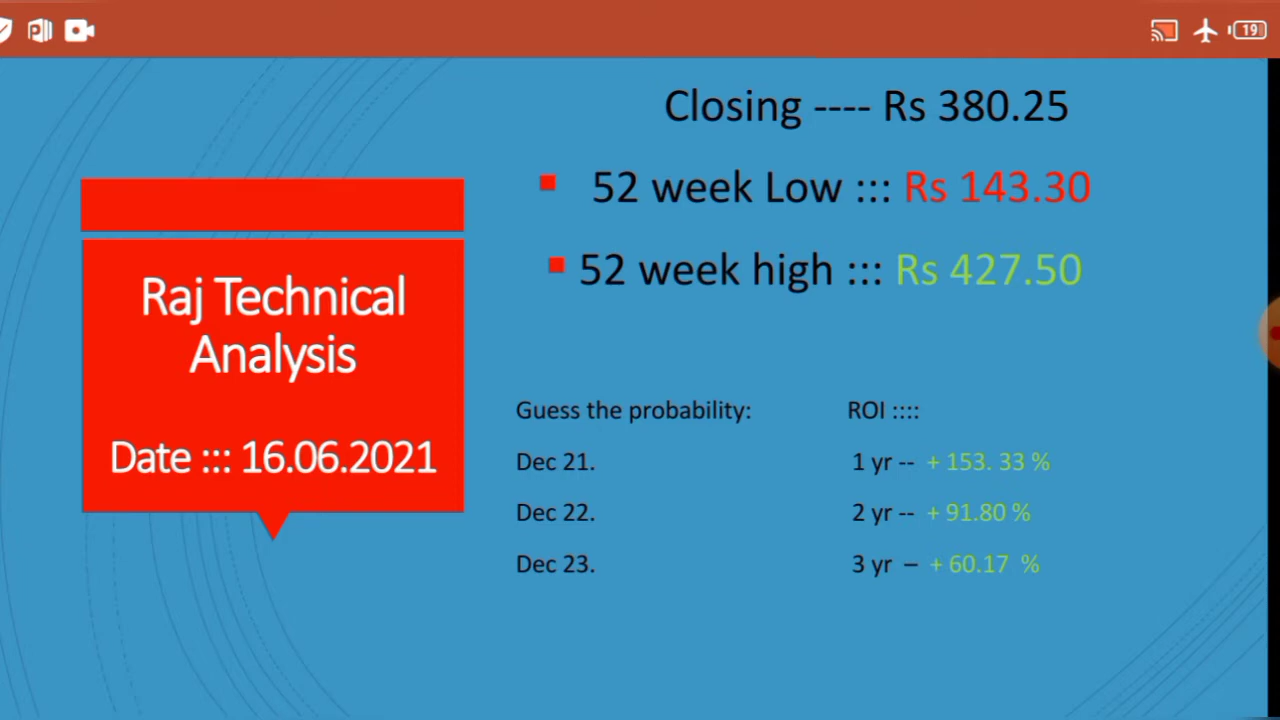 19
Closing ---- Rs 380.25
52 week Low ::: Rs 143.30
52 week high ::: Rs 427.50
Raj Technical
Analysis
Date ::: 16.06.2021
Guess the probability: ROI ::::
Dec 21. 1 yr -- + 153. 33 %
Dec 22. 2 yr -- + 91.80 %
Dec 23. 3 yr – + 60.17 %